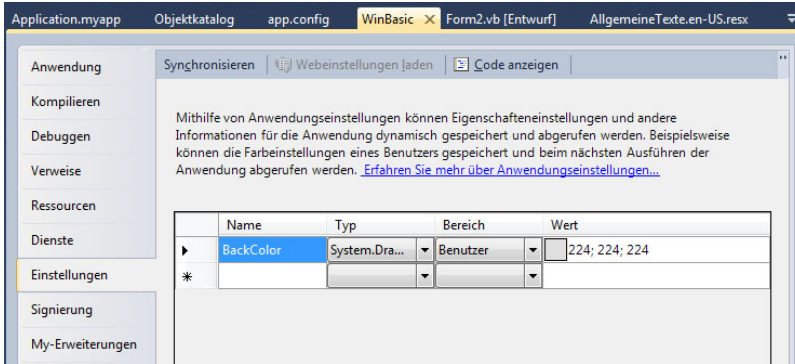 Application.myapp Objektkatalog app.config WinBasic Form2.vb [Entwurf] AllgemeineTexte.en-US.resx
Anwendung
Kompilieren
Debuggen
Verweise
Ressourcen
Dienste
Einstellungen
Signierung
My-Erweiterungen
Synchronisieren Webeinstellungen laden Code anzeigen
Mithilfe von Anwendungseinstellungen können Eigenschafteneinstellungen und andere
Informationen für die Anwendung dynamisch gespeichert und abgerufen werden. Beispielsweise
können die Farbeinstellungen eines Benutzers gespeichert und beim nächsten Ausführen der
Anwendung abgerufen werden. Erfahren Sie mehr über Anwendungseinstellungen...
Name Typ Bereich Wert
BackColor System.Dra... Benutzer 224; 224; 224